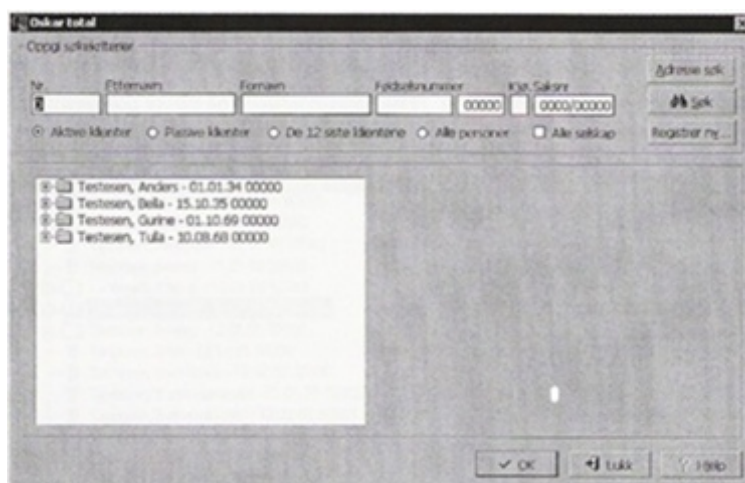 Oskar total
Oppgi søkekriterier
Nr. Etternavn Fornavn Fødselsnummer Kjø. Saksnr
00000 0000/00000
Adresse søk
Søk
Registrer ny...
Aktive klienter Passive klienter De 12 siste klientene Alle personer Alle selskap
Testesen, Anders - 01.01.34 00000
Testesen, Bella - 15.10.35 00000
Testesen, Gurine - 01.10.69 00000
Testesen, Tulla - 10.08.68 00000
OK Lukk Hjelp